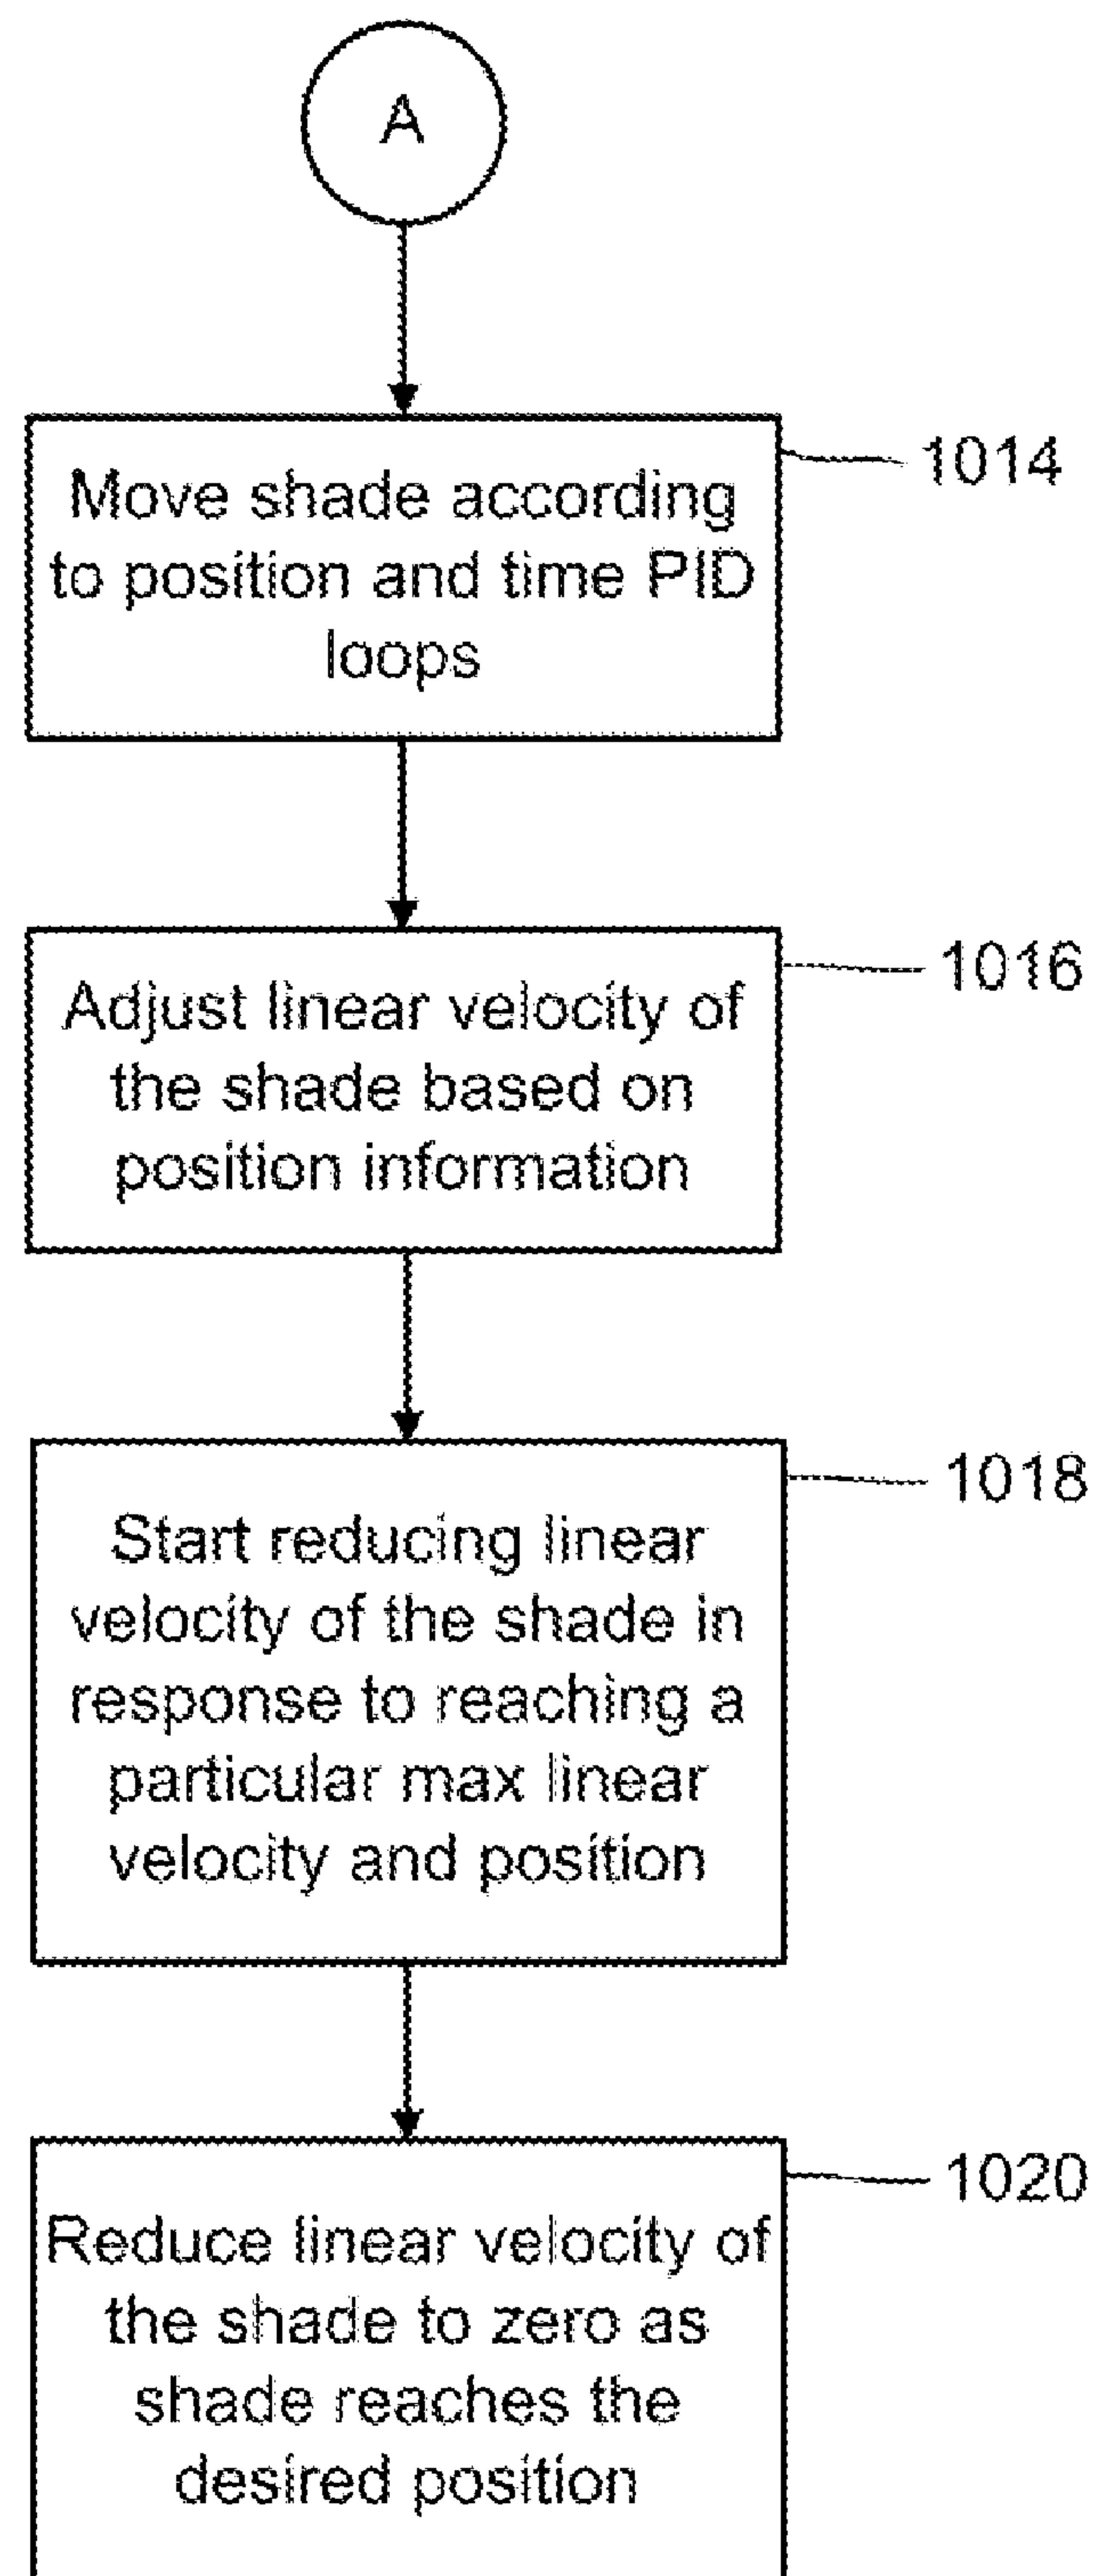 A
Move shade according
to position and time PID
loops
1014
Adjust linear velocity of
the shade based on
position information
1016
Start reducing linear
velocity of the shade in
response to reaching a
particular max linear
velocity and position
1018
Reduce linear velocity of
the shade to zero as
shade reaches the
desired position
1020